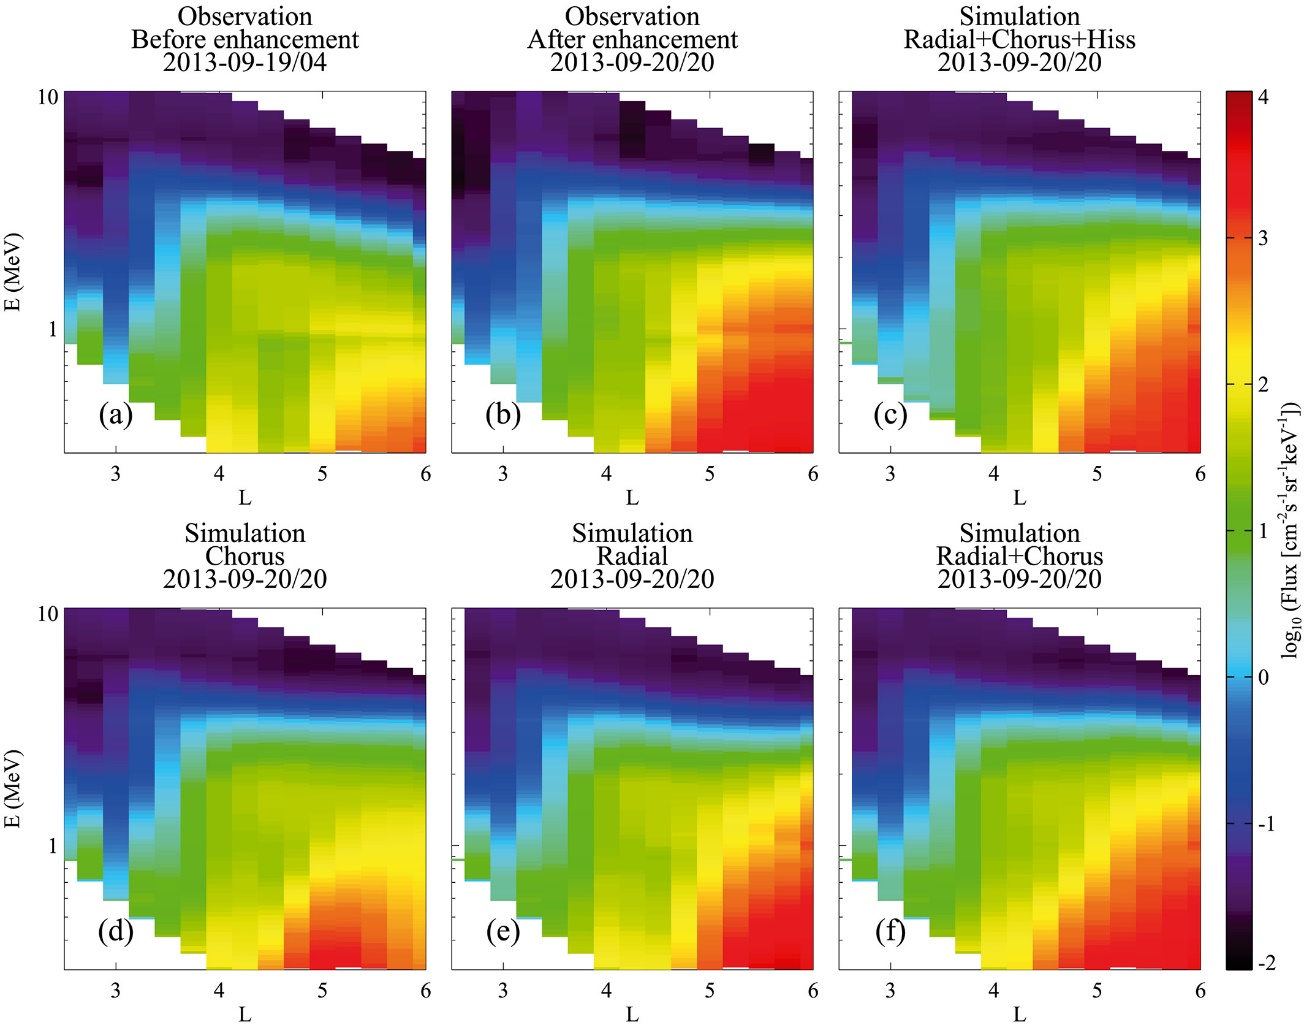 Observation
Before enhancement
2013-09-19/04
Observation
After enhancement
2013-09-20/20
Simulation
Radial+Chorus+Hiss
2013-09-20/20
10
1
E (MeV)
(a)
(b)
(c)
3 4 5 6
L
3 4 5 6
L
3 4 5 6
L
Simulation
Chorus
2013-09-20/20
Simulation
Radial
2013-09-20/20
Simulation
Radial+Chorus
2013-09-20/20
10
1
E (MeV)
(d)
(e)
(f)
3 4 5 6
L
3 4 5 6
L
3 4 5 6
L
4
3
2
1
0
-1
-2
log₁₀ (Flux [cm⁻²s⁻¹sr⁻¹keV⁻¹])